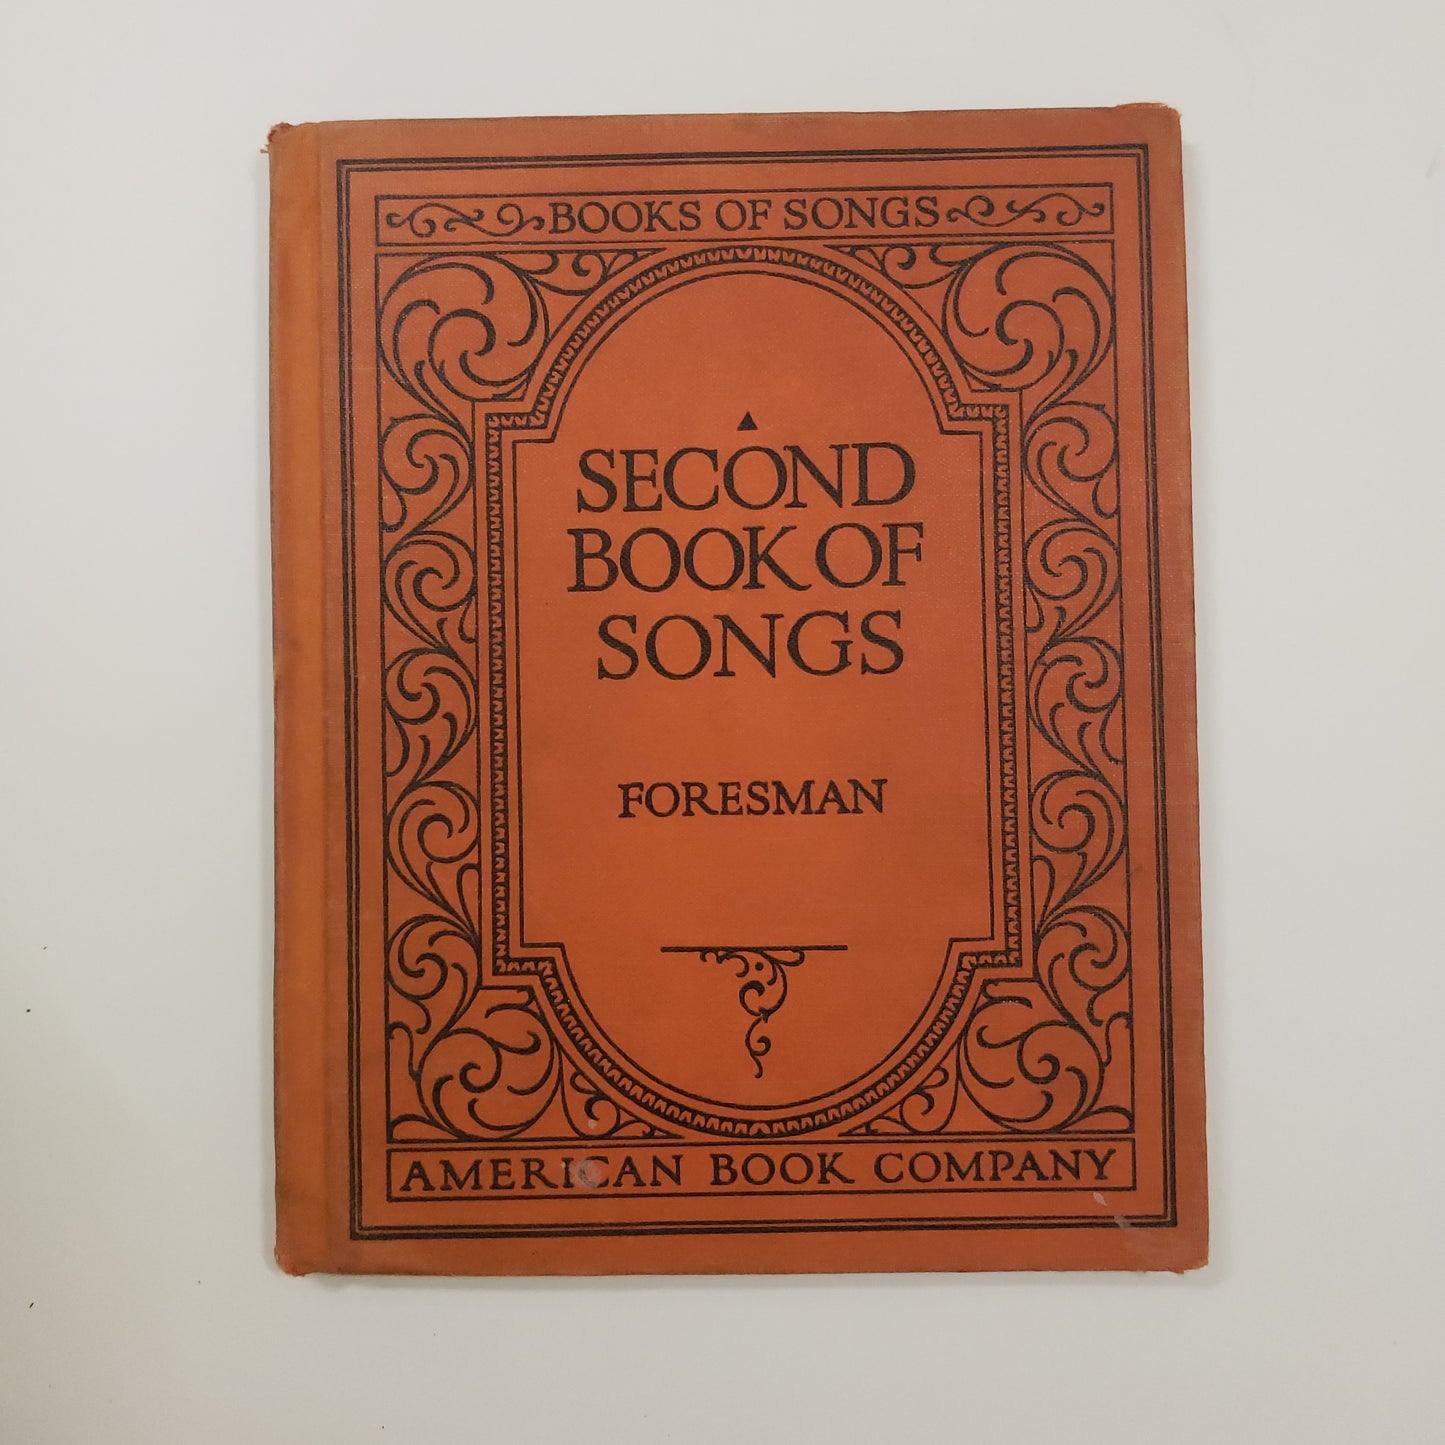 BOOKS OF SONGS
SECOND
BOOK OF
SONGS
FORESMAN
AMERICAN BOOK COMPANY